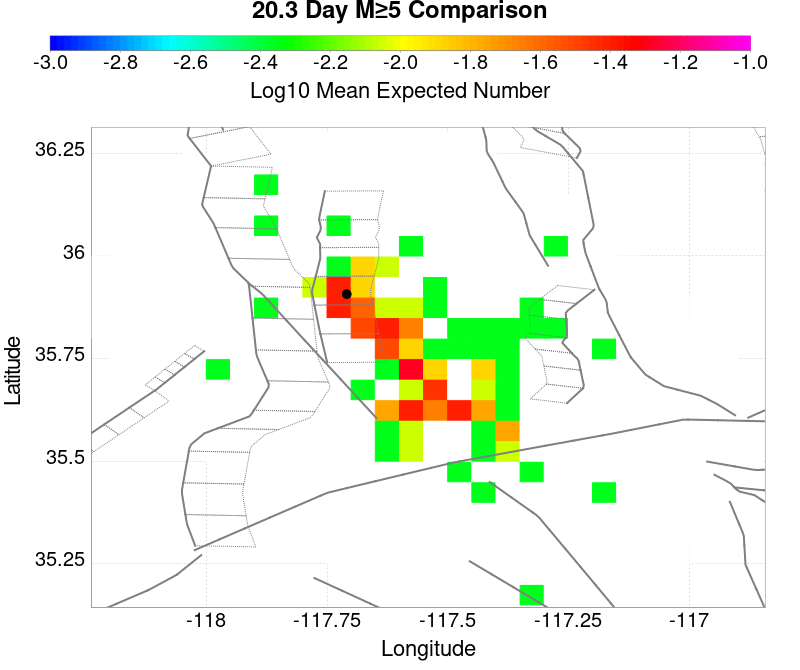 20.3 Day M≥5 Comparison
-3.0 -2.8 -2.6 -2.4 -2.2 -2.0 -1.8 -1.6 -1.4 -1.2 -1.0
Log10 Mean Expected Number
36.25
36
35.75
35.5
35.25
Latitude
-118 -117.75 -117.5 -117.25 -117
Longitude